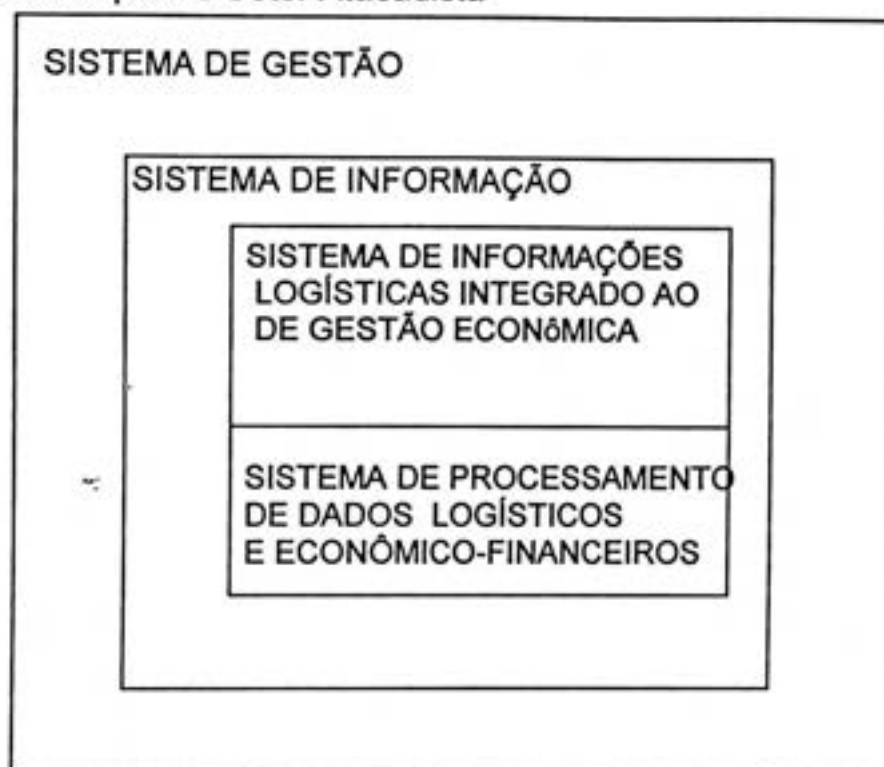 SISTEMA DE GESTÃO
SISTEMA DE INFORMAÇÃO
SISTEMA DE INFORMAÇÕES
LOGÍSTICAS INTEGRADO AO
DE GESTÃO ECONôMICA
SISTEMA DE PROCESSAMENTO
DE DADOS LOGÍSTICOS
E ECONÔMICO-FINANCEIROS